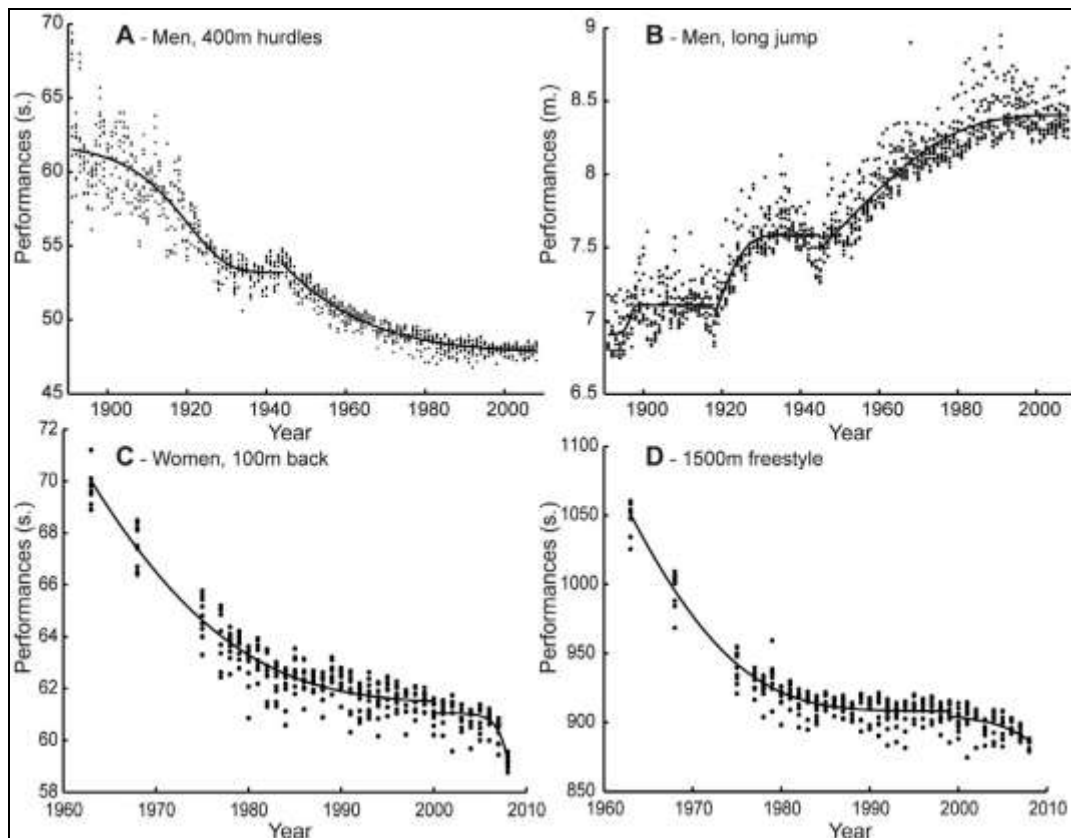 A - Men, 400m hurdles
Performances (s.)
70
65
60
55
50
45
1900 1920 1940 1960 1980 2000
Year
B - Men, long jump
Performances (m.)
9
8.5
8
7.5
7
6.5
1900 1920 1940 1960 1980 2000
Year
C - Women, 100m back
Performances (s.)
72
70
68
66
64
62
60
58
1960 1970 1980 1990 2000 2010
Year
D - 1500m freestyle
Performances (s.)
1100
1050
1000
950
900
850
1960 1970 1980 1990 2000 2010
Year